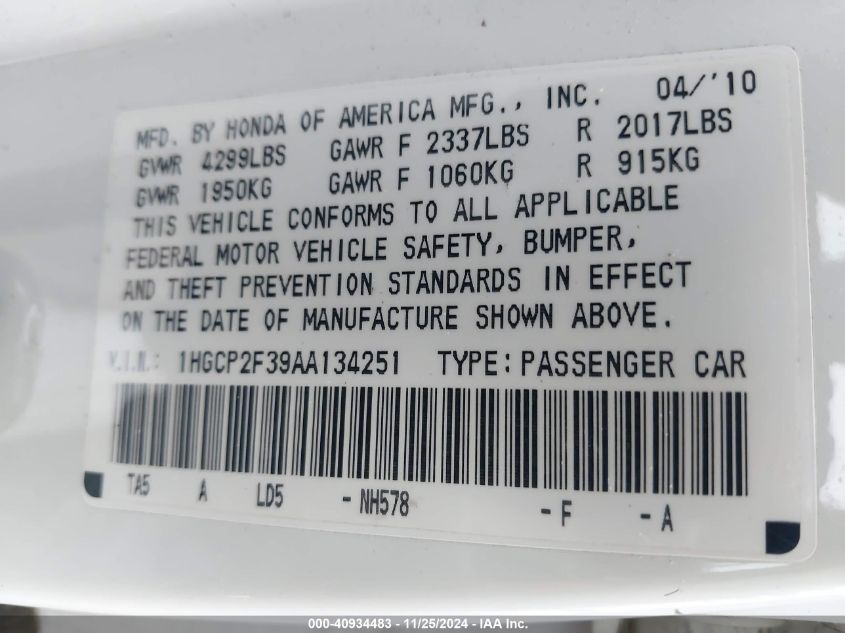 MFD. BY HONDA OF AMERICA MFG., INC. 04/'10
GVWR 4299LBS GAWR F 2337LBS R 2017LBS
GVWR 1950KG GAWR F 1060KG R 915KG
THIS VEHICLE CONFORMS TO ALL APPLICABLE
FEDERAL MOTOR VEHICLE SAFETY, BUMPER,
AND THEFT PREVENTION STANDARDS IN EFFECT
ON THE DATE OF MANUFACTURE SHOWN ABOVE.
V.I.N.: 1HGCP2F39AA134251 TYPE:PASSENGER CAR
TA5 A LD5 -NH578 -F -A
000-40934483 - 11/25/2024 - IAA Inc.